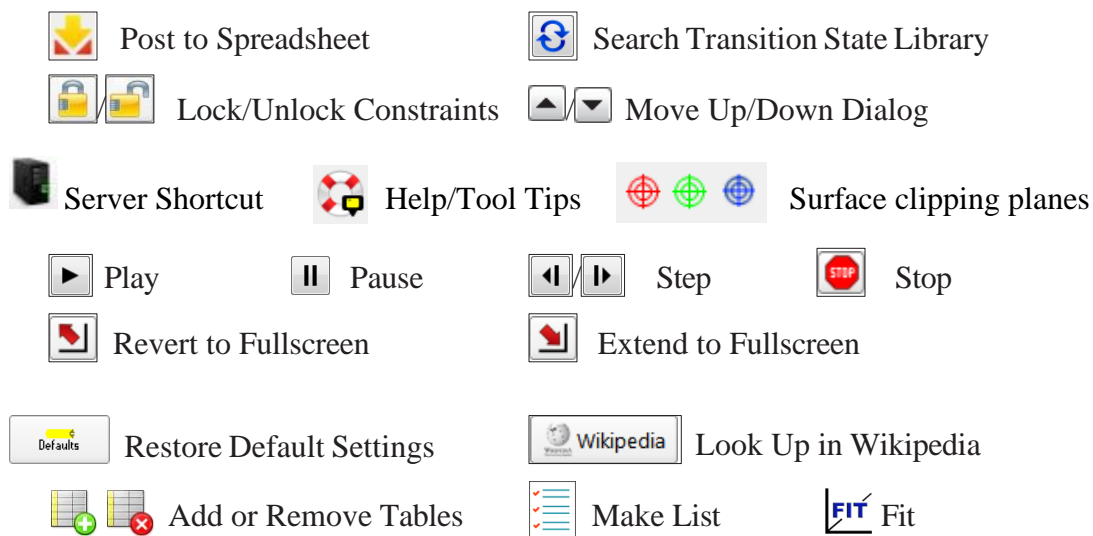 Post to Spreadsheet Search Transition State Library
/ Lock/Unlock Constraints / Move Up/Down Dialog
Server Shortcut Help/Tool Tips Surface clipping planes
Play Pause / Step STOP Stop
Revert to Fullscreen Extend to Fullscreen
Defaults Restore Default Settings Wikipedia Look Up in Wikipedia
Add or Remove Tables Make List FIT Fit